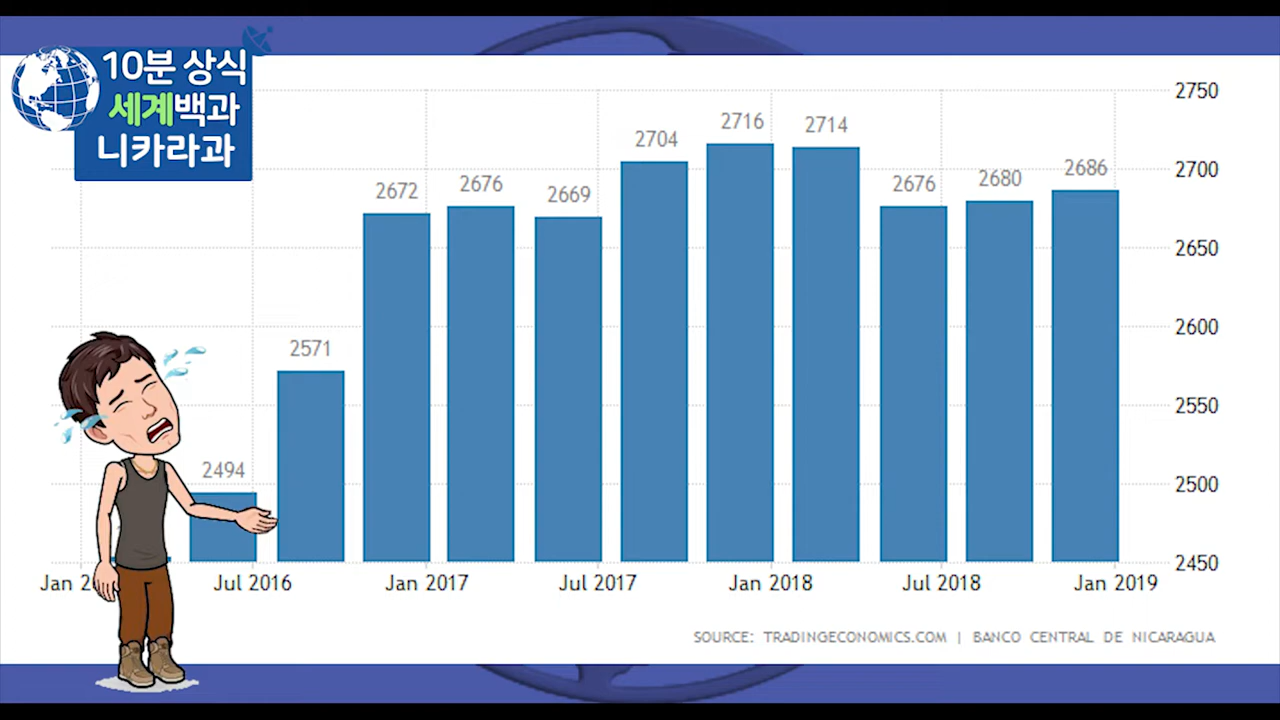 10분 상식
세계백과
니카라과
2750
2700
2650
2600
2550
2500
2450
2494
2571
2672
2676
2669
2704
2716
2714
2676
2680
2686
Jul 2016
Jan 2017
Jul 2017
Jan 2018
Jul 2018
Jan 2019
SOURCE: TRADINGECONOMICS.COM | BANCO CENTRAL DE NICARAGUA